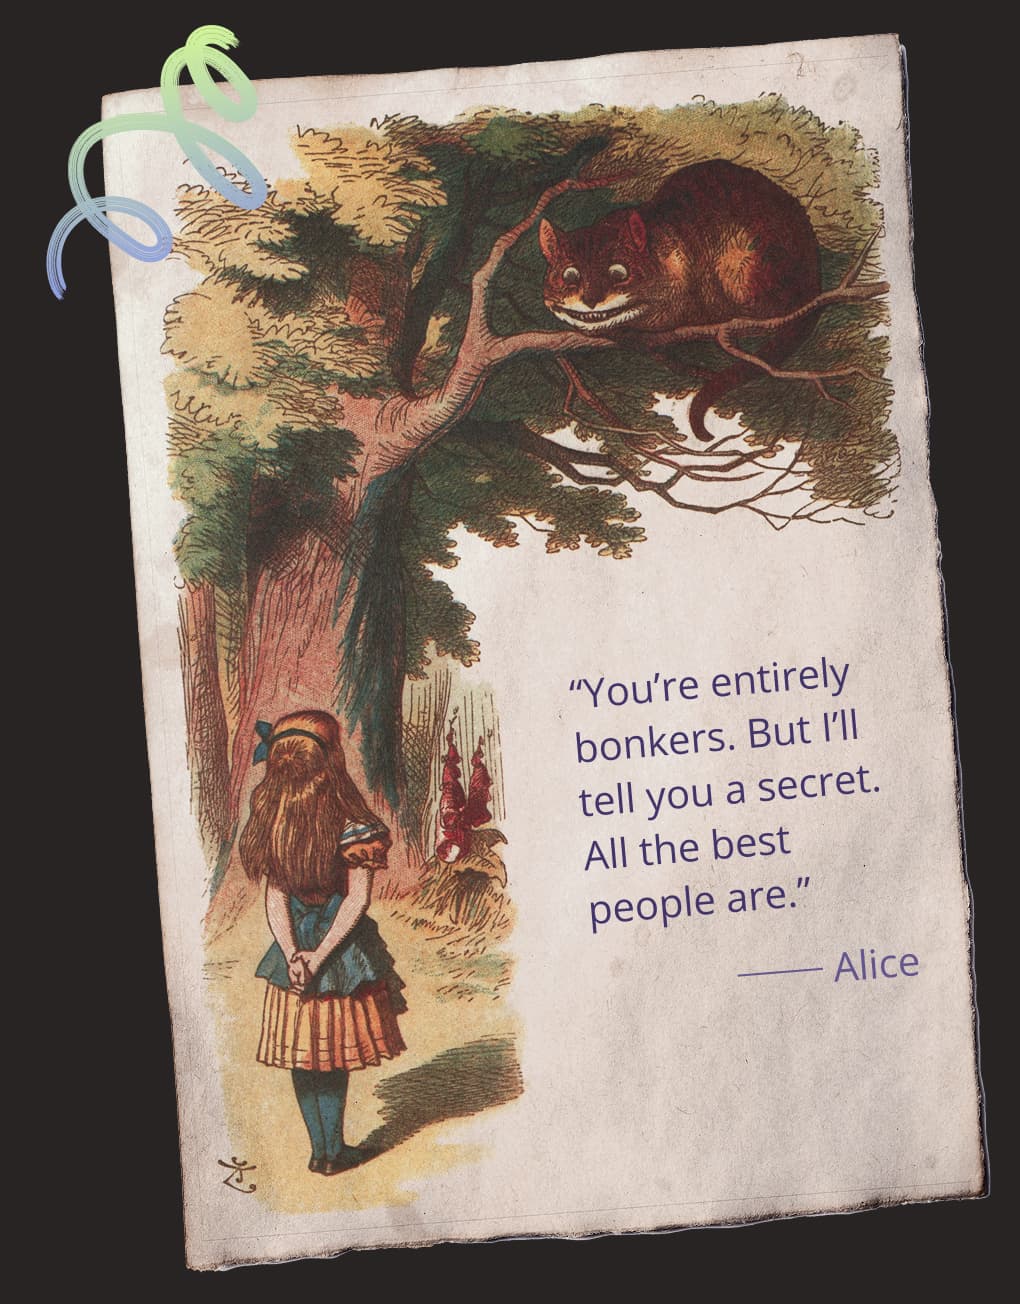 “You’re entirely
bonkers. But I’ll
tell you a secret.
All the best
people are.”
—— Alice